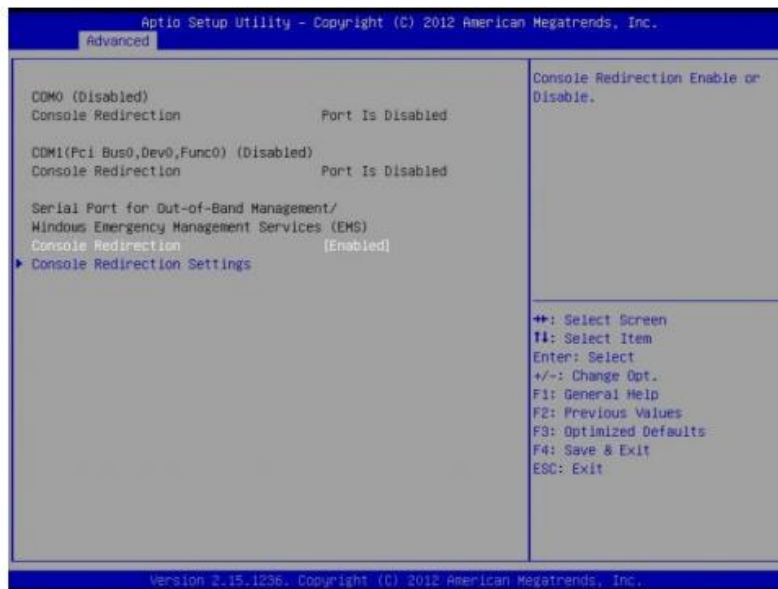 Aptio Setup Utility – Copyright (C) 2012 American Megatrends, Inc.
Advanced
COM0 (Disabled)
Console Redirection Port Is Disabled
COM1(Pci Bus0,Dev0,Func0) (Disabled)
Console Redirection Port Is Disabled
Serial Port for Out-of-Band Management/
Windows Emergency Management Services (EMS)
Console Redirection [Enabled]
Console Redirection Settings
Console Redirection Enable or
Disable.
↔: Select Screen
↑↓: Select Item
Enter: Select
+/-: Change Opt.
F1: General Help
F2: Previous Values
F3: Optimized Defaults
F4: Save & Exit
ESC: Exit
Version 2.15.1236. Copyright (C) 2012 American Megatrends, Inc.